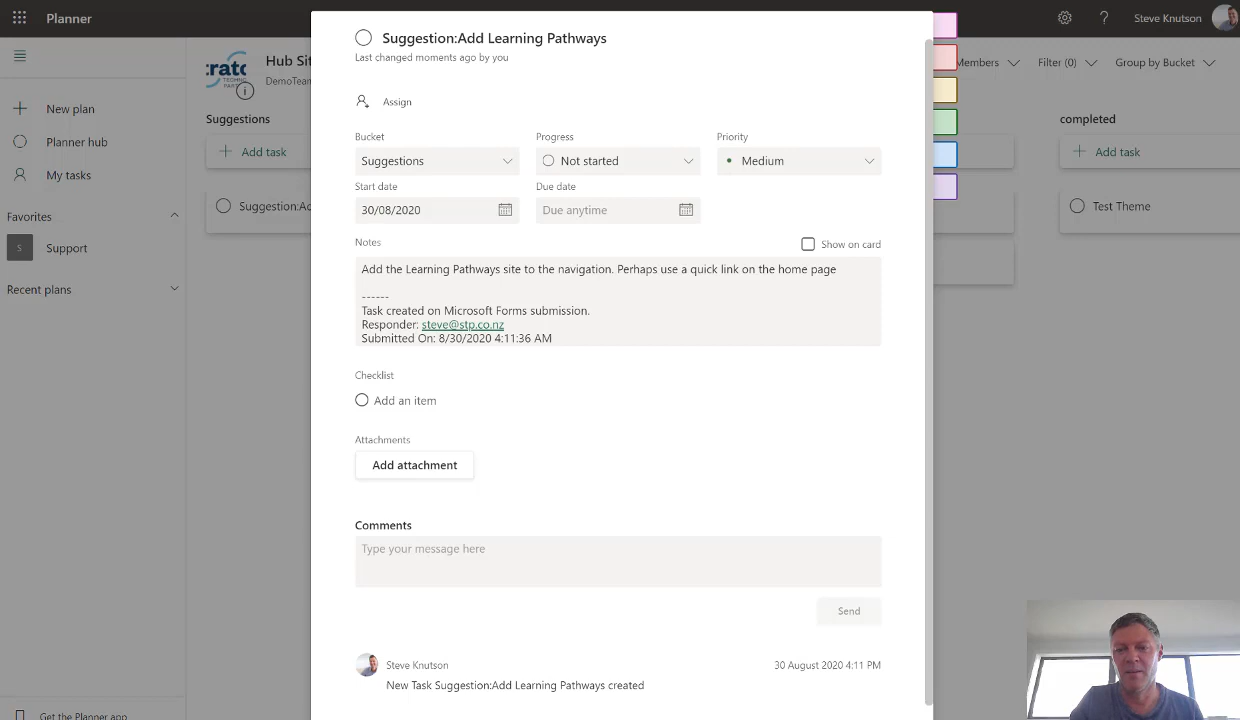 Planner
Steve Knutson
Hub Sit
DemoTean
Members
Filter (0)
Group by Bucket
New plan
Planner hub
My tasks
Favorites
S
Support
Recent plans
Get the Planner app
Suggestions
Add task
Suggestion:Ad
completed
Add task
Test Theme
Suggestion:Add Learning Pathways
Last changed moments ago by you
Assign
Bucket
Progress
Priority
Suggestions
Not started
Medium
Start date
Due date
30/08/2020
Due anytime
Notes
Show on card
Add the Learning Pathways site to the navigation. Perhaps use a quick link on the home page
------
Task created on Microsoft Forms submission.
Responder: steve@stp.co.nz
Submitted On: 8/30/2020 4:11:36 AM
Checklist
Add an item
Attachments
Add attachment
Comments
Type your message here
Send
Steve Knutson
30 August 2020 4:11 PM
New Task Suggestion:Add Learning Pathways created